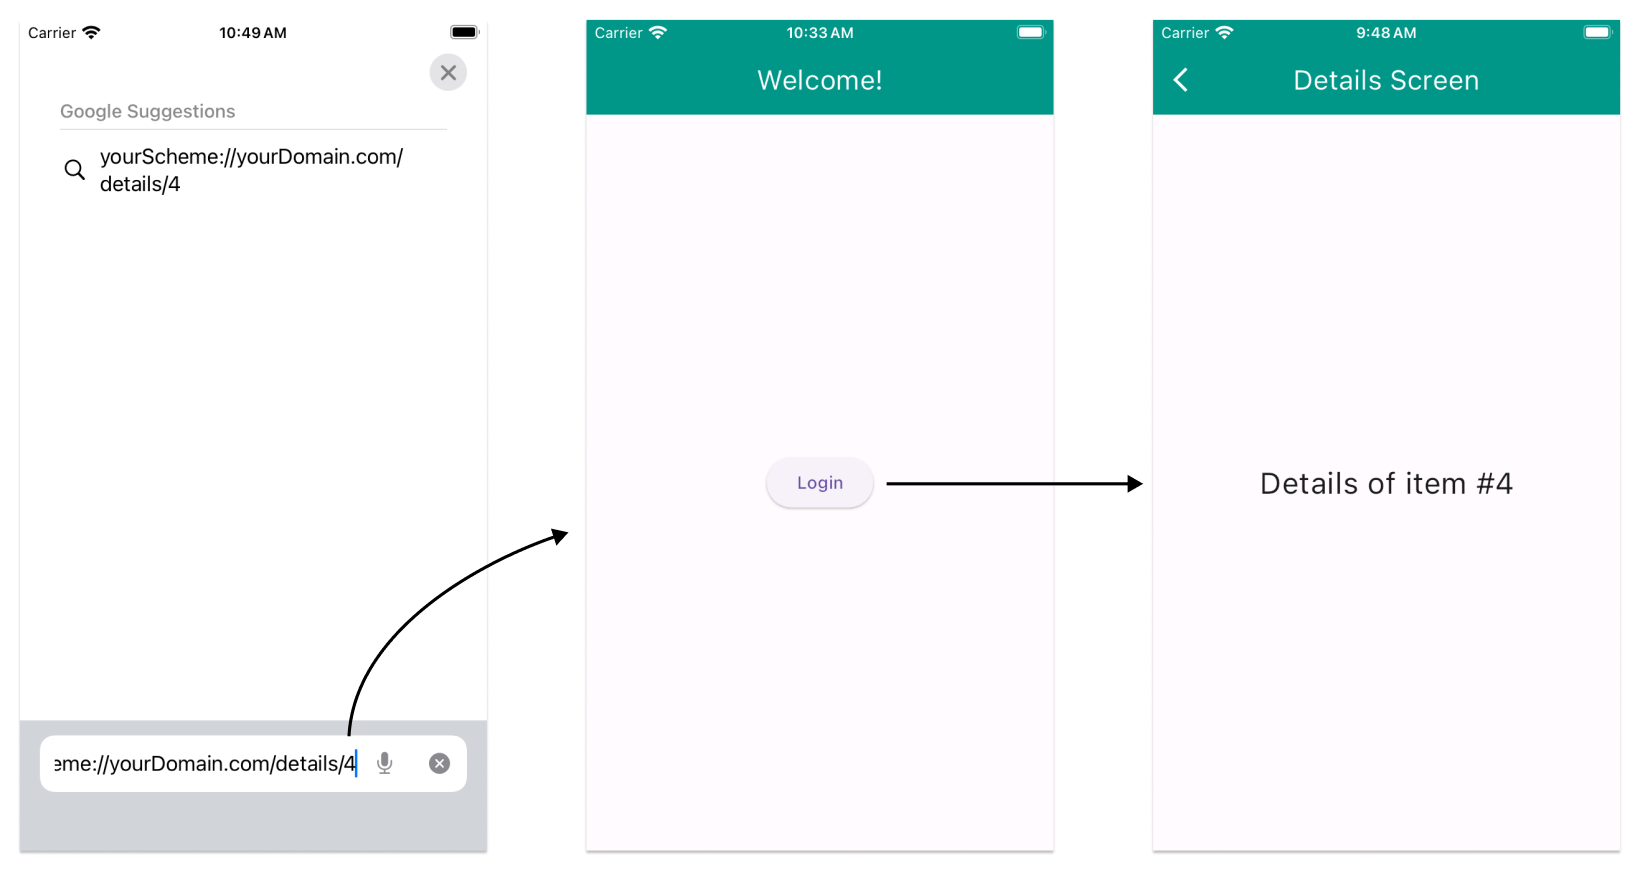 Carrier 10:49 AM
Google Suggestions
yourScheme://yourDomain.com/
details/4
eme://yourDomain.com/details/4
Carrier 10:33 AM
Welcome!
Login
Carrier 9:48 AM
Details Screen
Details of item #4